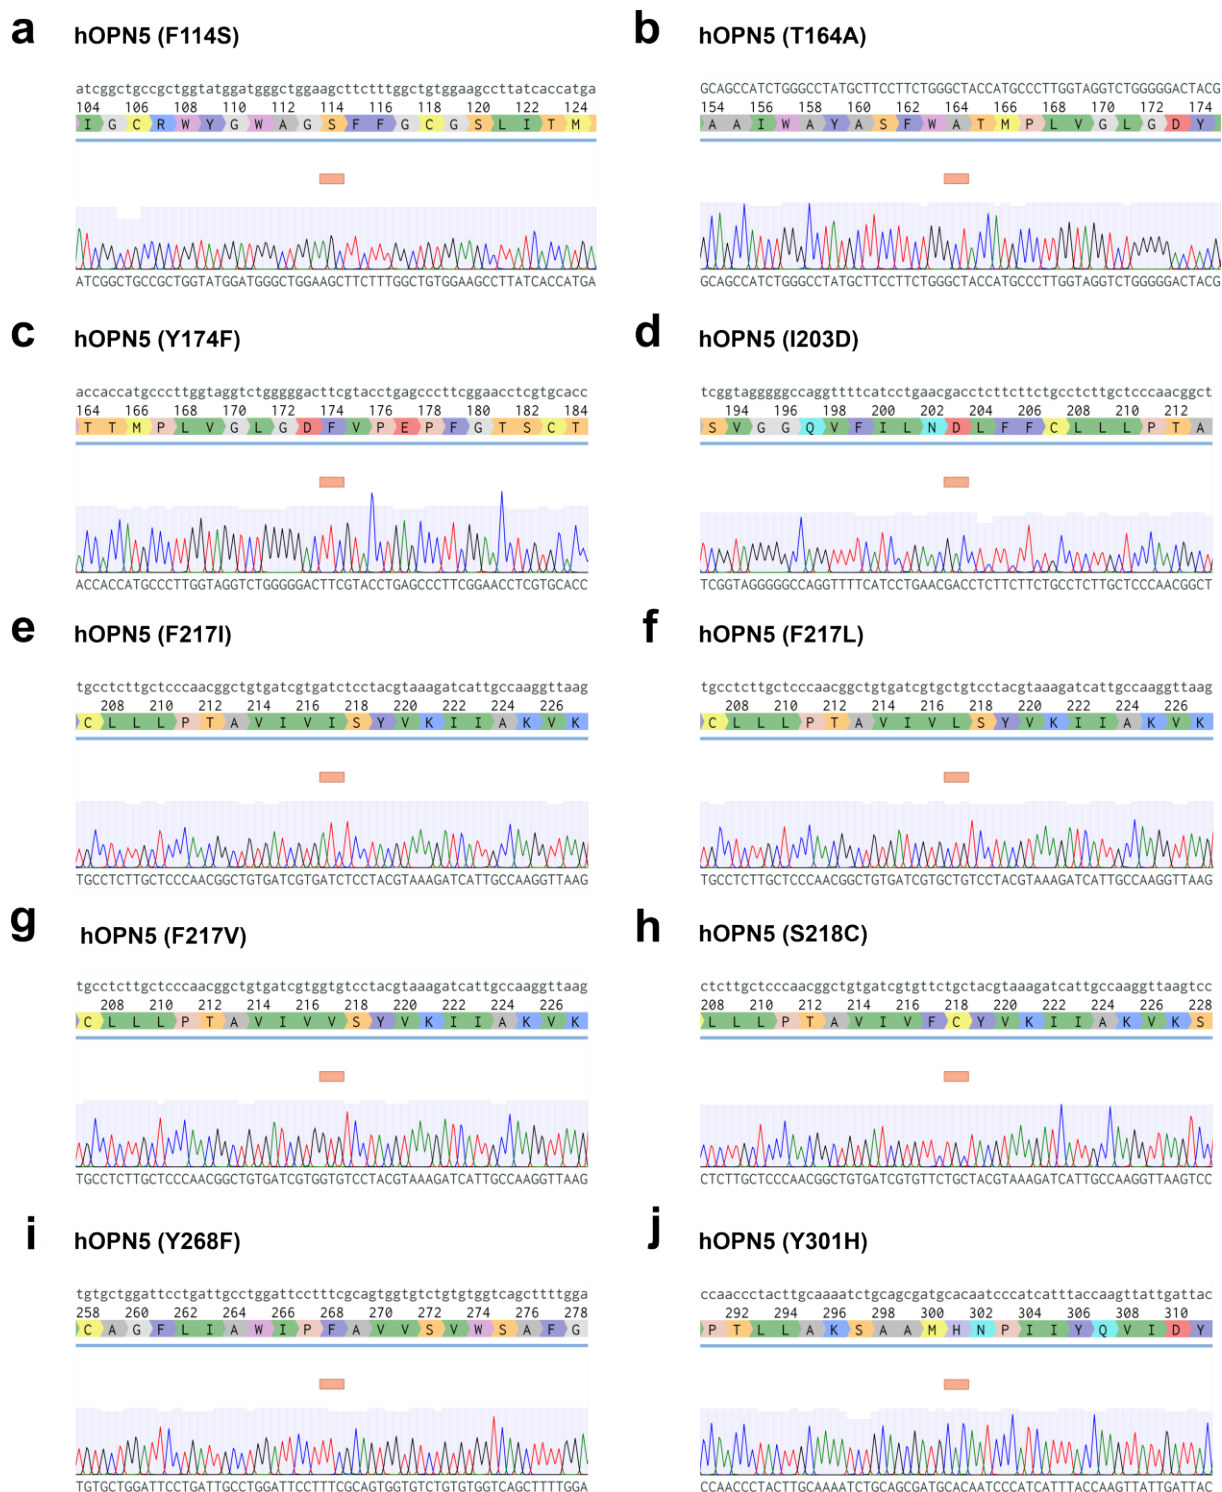 a hOPN5 (F114S)
atcggctgccgctggtatggatgggctggaagcttctttggctgtggaagccttatcaccatga
104 106 108 110 112 114 116 118 120 122 124
I G C R W Y G W A G S F F G C G S L I T M
ATCGGCTGCCGCTGGTATGGATGGGCTGGAAGCTTCTTTGGCTGTGGAAGCCTTATCACCATGA
b hOPN5 (T164A)
GCAGCCATCTGGGCCTATGCTTCCTTCTGGGCTACCATGCCCTTGGTAGGTCTGGGGGACTACG
154 156 158 160 162 164 166 168 170 172 174
A A I W A Y A S F W A T M P L V G L G D Y
GCAGCCATCTGGGCCTATGCTTCCTTCTGGGCTACCATGCCCTTGGTAGGTCTGGGGGACTACG
c hOPN5 (Y174F)
accaccatgcccttggtaggtctgggggacttcgtacctgagcccttcggaacctcgtgcacc
164 166 168 170 172 174 176 178 180 182 184
T T M P L V G L G D F V P E P F G T S C T
ACCACCATGCCCTTGGTAGGTCTGGGGGACTTCGTACCTGAGCCCTTCGGAACCTCGTGCACC
d hOPN5 (I203D)
tcggtagggggccaggttttcatcctgaacgacctcttcttctgcctcttgctcccaacggct
194 196 198 200 202 204 206 208 210 212
S V G G Q V F I L N D L F F C L L L P T A
TCGGTAGGGGGCCAGGTTTTCATCCTGAACGACCTCTTCTTCTGCCTCTTGCTCCCAACGGCT
e hOPN5 (F217I)
tgcctcttgctcccaacggctgtgatcgtgatctcctacgtaaagatcattgccaaggttaag
208 210 212 214 216 218 220 222 224 226
C L L L P T A V I V I S Y V K I I A K V K
TGCCTCTTGCTCCCAACGGCTGTGATCGTGATCTCCTACGTAAAGATCATTGCCAAGGTTAAG
f hOPN5 (F217L)
tgcctcttgctcccaacggctgtgatcgtgctgtcctacgtaaagatcattgccaaggttaag
208 210 212 214 216 218 220 222 224 226
C L L L P T A V I V L S Y V K I I A K V K
TGCCTCTTGCTCCCAACGGCTGTGATCGTGCTGTCCTACGTAAAGATCATTGCCAAGGTTAAG
g hOPN5 (F217V)
tgcctcttgctcccaacggctgtgatcgtggtgtcctacgtaaagatcattgccaaggttaag
208 210 212 214 216 218 220 222 224 226
C L L L P T A V I V V S Y V K I I A K V K
TGCCTCTTGCTCCCAACGGCTGTGATCGTGGTGTCCTACGTAAAGATCATTGCCAAGGTTAAG
h hOPN5 (S218C)
ctcttgctcccaacggctgtgatcgtgttctgctacgtaaagatcattgccaaggttaagtcc
208 210 212 214 216 218 220 222 224 226 228
L L L P T A V I V F C Y V K I I A K V K S
CTCTTGCTCCCAACGGCTGTGATCGTGTTCTGCTACGTAAAGATCATTGCCAAGGTTAAGTCC
i hOPN5 (Y268F)
tgtgctggattcctgattgcctggattcctttcgcagtggtgtctgtgtggtcagcttttgga
258 260 262 264 266 268 270 272 274 276 278
C A G F L I A W I P F A V V S V W S A F G
TGTGCTGGATTCCTGATTGCCTGGATTCCTTTCGCAGTGGTGTCTGTGTGGTCAGCTTTTGGA
j hOPN5 (Y301H)
ccaaccctacttgcaaaatctgcagcgatgcacaatcccatcatttaccaagttattgattac
292 294 296 298 300 302 304 306 308 310
P T L L A K S A A M H N P I I Y Q V I D Y
CCAACCCTACTTGCAAAATCTGCAGCGATGCACAATCCCATCATTTACCAAGTTATTGATTAC